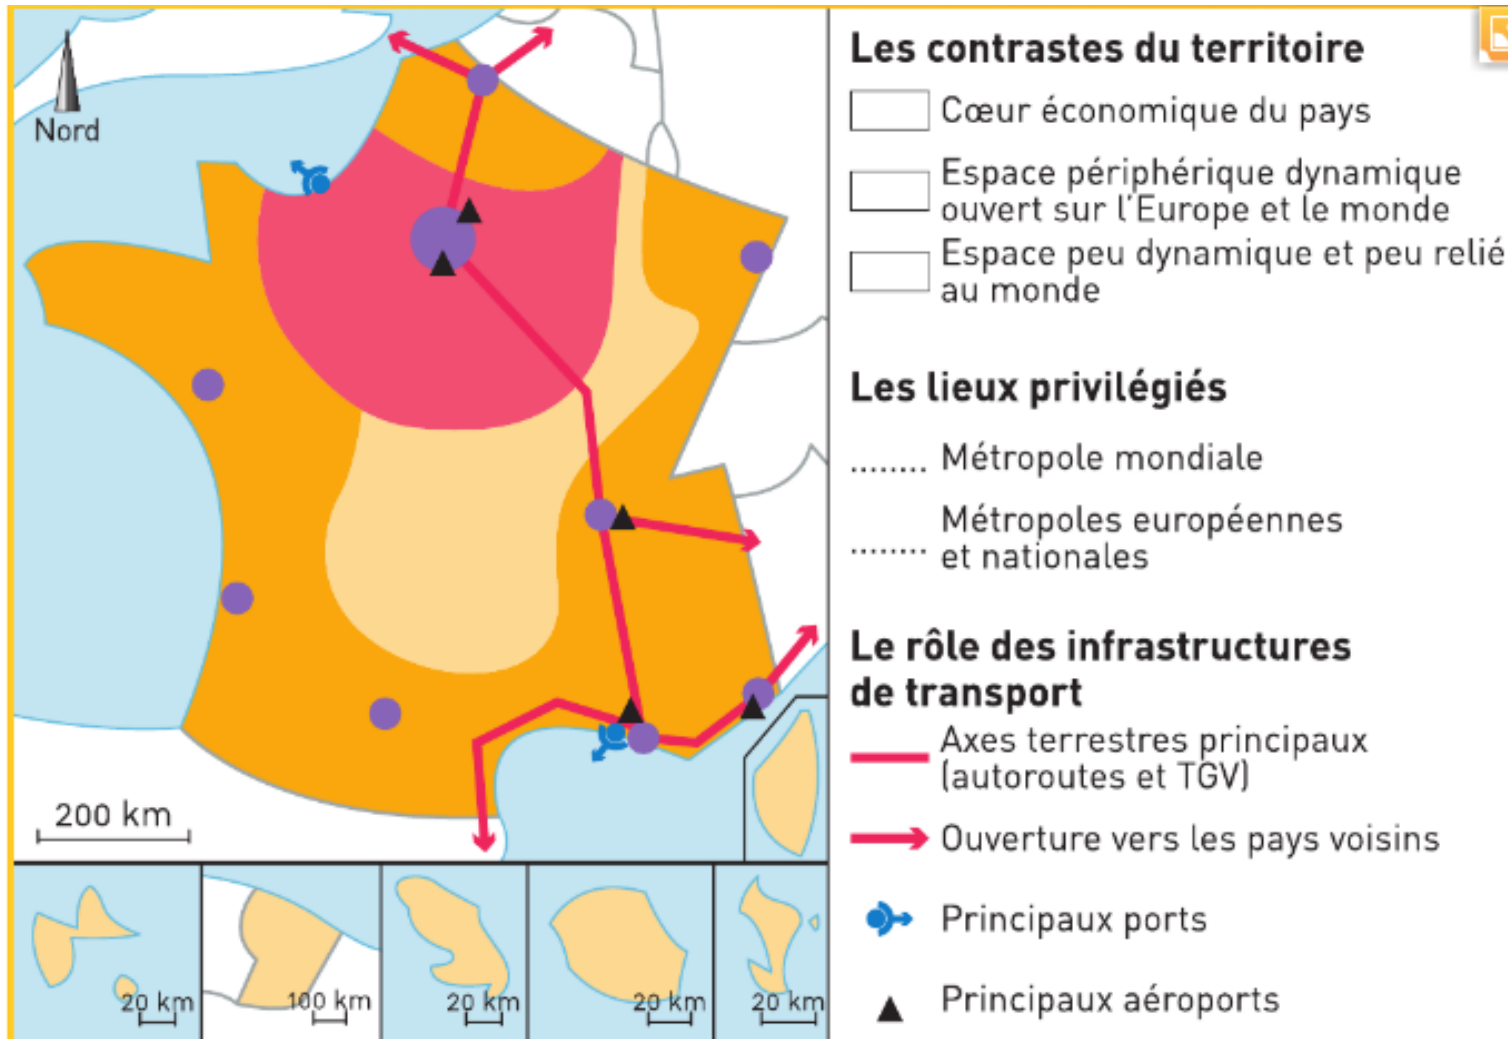 Nord
200 km
20 km
100 km
20 km
20 km
20 km
Les contrastes du territoire
Cœur économique du pays
Espace périphérique dynamique
ouvert sur l'Europe et le monde
Espace peu dynamique et peu relié
au monde
Les lieux privilégiés
........ Métropole mondiale
Métropoles européennes
........ et nationales
Le rôle des infrastructures
de transport
Axes terrestres principaux
(autoroutes et TGV)
Ouverture vers les pays voisins
Principaux ports
Principaux aéroports